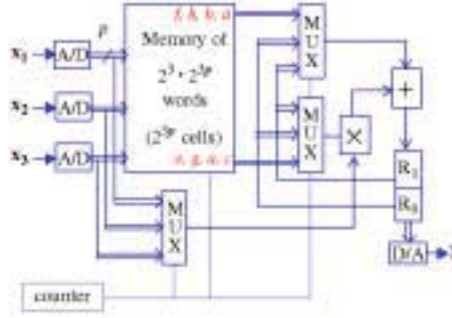 p
f, h, b, a
M
U
X
x₁ A/D
Memory of
2³ • 2³ᵖ
words
(2³ᵖ cells)
x₂ A/D
x₃ A/D
M
U
X
×
+
R₁
R₀
M
U
X
D/A
counter